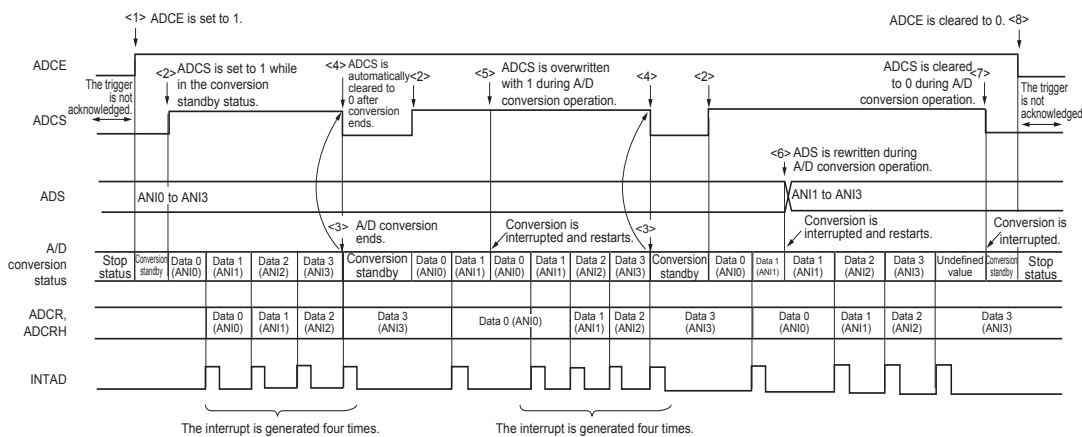 <1> ADCE is set to 1.
ADCE is cleared to 0. <8>
ADCE
The trigger
is not
acknowledged.
<2> ADCS is set to 1 while
in the conversion
standby status.
<4> ADCS is
automatically
cleared to
0 after
conversion
ends.
<2>
<5> ADCS is overwritten
with 1 during A/D
conversion operation.
<4>
<2>
ADCS is cleared <7>
to 0 during A/D
conversion operation.
The trigger
is not
acknowledged.
ADCS
<6> ADS is rewritten during
A/D conversion operation.
ADS
ANI0 to ANI3
ANI1 to ANI3
<3> A/D conversion
ends.
Conversion is
interrupted and restarts.
<3>
Conversion is
interrupted and restarts.
Conversion is
interrupted.
A/D
conversion
status
Stop
status
Conversion
standby
Data 0
(ANI0)
Data 1
(ANI1)
Data 2
(ANI2)
Data 3
(ANI3)
Conversion
standby
Data 0
(ANI0)
Data 1
(ANI1)
Data 0
(ANI0)
Data 1
(ANI1)
Data 2
(ANI2)
Data 3
(ANI3)
Conversion
standby
Data 0
(ANI0)
Data 1
(ANI1)
Data 1
(ANI1)
Data 2
(ANI2)
Data 3
(ANI3)
Undefined
value
Conversion
standby
Stop
status
ADCR,
ADCRH
Data 0
(ANI0)
Data 1
(ANI1)
Data 2
(ANI2)
Data 3
(ANI3)
Data 0 (ANI0)
Data 1
(ANI1)
Data 2
(ANI2)
Data 3
(ANI3)
Data 0
(ANI0)
Data 1
(ANI1)
Data 2
(ANI2)
Data 3
(ANI3)
INTAD
The interrupt is generated four times.
The interrupt is generated four times.